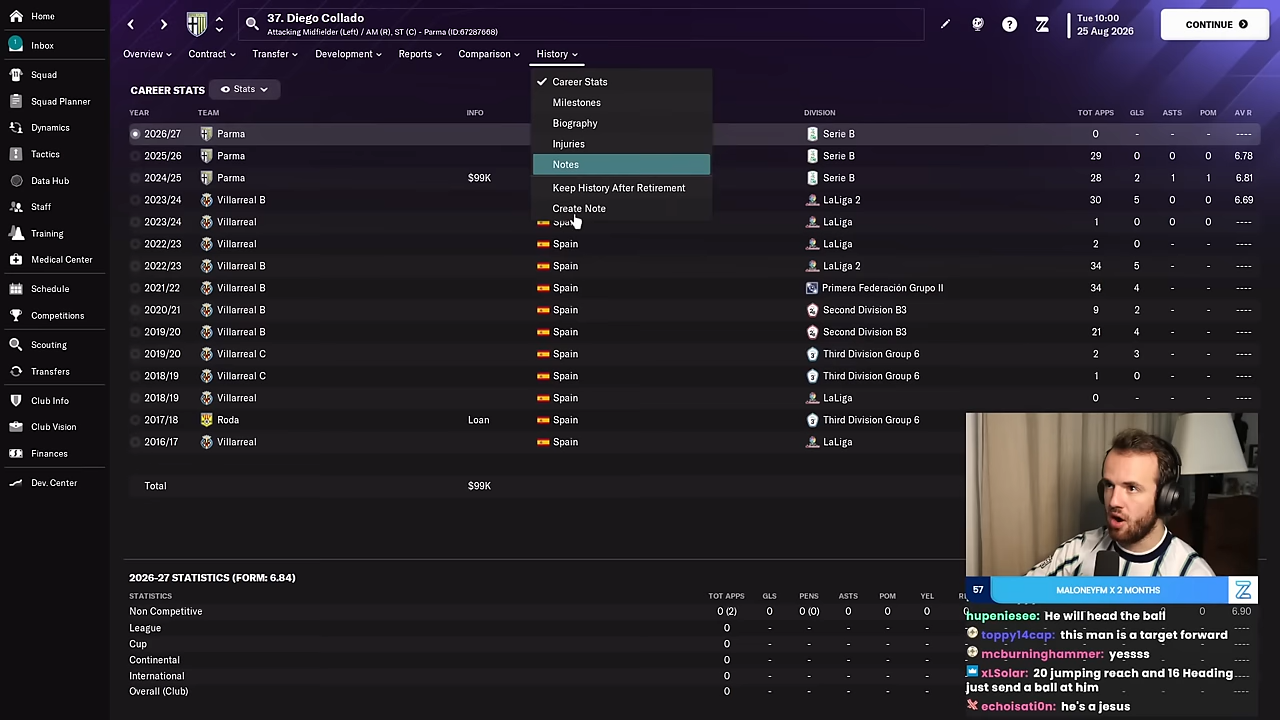 Home
Inbox
Squad
Squad Planner
Dynamics
Tactics
Data Hub
Staff
Training
Medical Center
Schedule
Competitions
Scouting
Transfers
Club Info
Club Vision
Finances
Dev. Center
37. Diego Collado
Attacking Midfielder (Left) / AM (R), ST (C) - Parma (ID:67287668)
Tue 10:00
25 Aug 2026
CONTINUE
Overview Contract Transfer Development Reports Comparison History
Career Stats
Milestones
Biography
Injuries
Notes
Keep History After Retirement
Create Note
CAREER STATS Stats
YEAR TEAM INFO DIVISION TOT APPS GLS ASTS POM AV R
2026/27 Parma Serie B 0 - - - ----
2025/26 Parma Serie B 29 0 0 0 6.78
2024/25 Parma $99K Serie B 28 2 1 1 6.81
2023/24 Villarreal B LaLiga 2 30 5 0 0 6.69
2023/24 Villarreal Spain LaLiga 1 0 0 0 ----
2022/23 Villarreal Spain LaLiga 2 0 - - ----
2022/23 Villarreal B Spain LaLiga 2 34 5 - - ----
2021/22 Villarreal B Spain Primera Federación Grupo II 34 4 - - ----
2020/21 Villarreal B Spain Second Division B3 9 2 - - ----
2019/20 Villarreal B Spain Second Division B3 21 4 - - ----
2019/20 Villarreal C Spain Third Division Group 6 2 3 - - ----
2018/19 Villarreal C Spain Third Division Group 6 1 0 - - ----
2018/19 Villarreal Spain LaLiga 0 - - - ----
2017/18 Roda Loan Spain Third Division Group 6
2016/17 Villarreal Spain LaLiga
Total $99K
2026-27 STATISTICS (FORM: 6.84)
STATISTICS TOT APPS GLS PENS ASTS POM YEL
Non Competitive 0 (2) 0 0 (0) 0 0 0 0 6.90
League 0 - - - - -
Cup 0 - - - - -
Continental 0 - - - - -
International 0 - - - - -
Overall (Club) 0 - - - - -
57 MALONEYFM X 2 MONTHS
hupeniesee: He will head the ball
toppy14cap: this man is a target forward
mcburninghammer: yessss
xLSolar: 20 jumping reach and 16 Heading
just send a ball at him
echoisati0n: he's a jesus